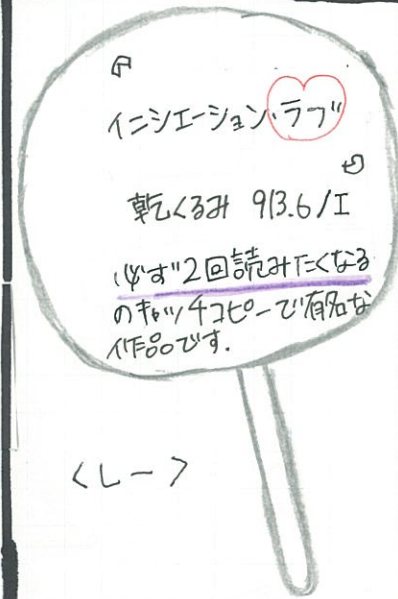 『
イニシエーション・ラブ
』
乾くるみ 913.6/I
必ず2回読みたくなる
のキャッチコピーで有名な
作品です.
<しー>